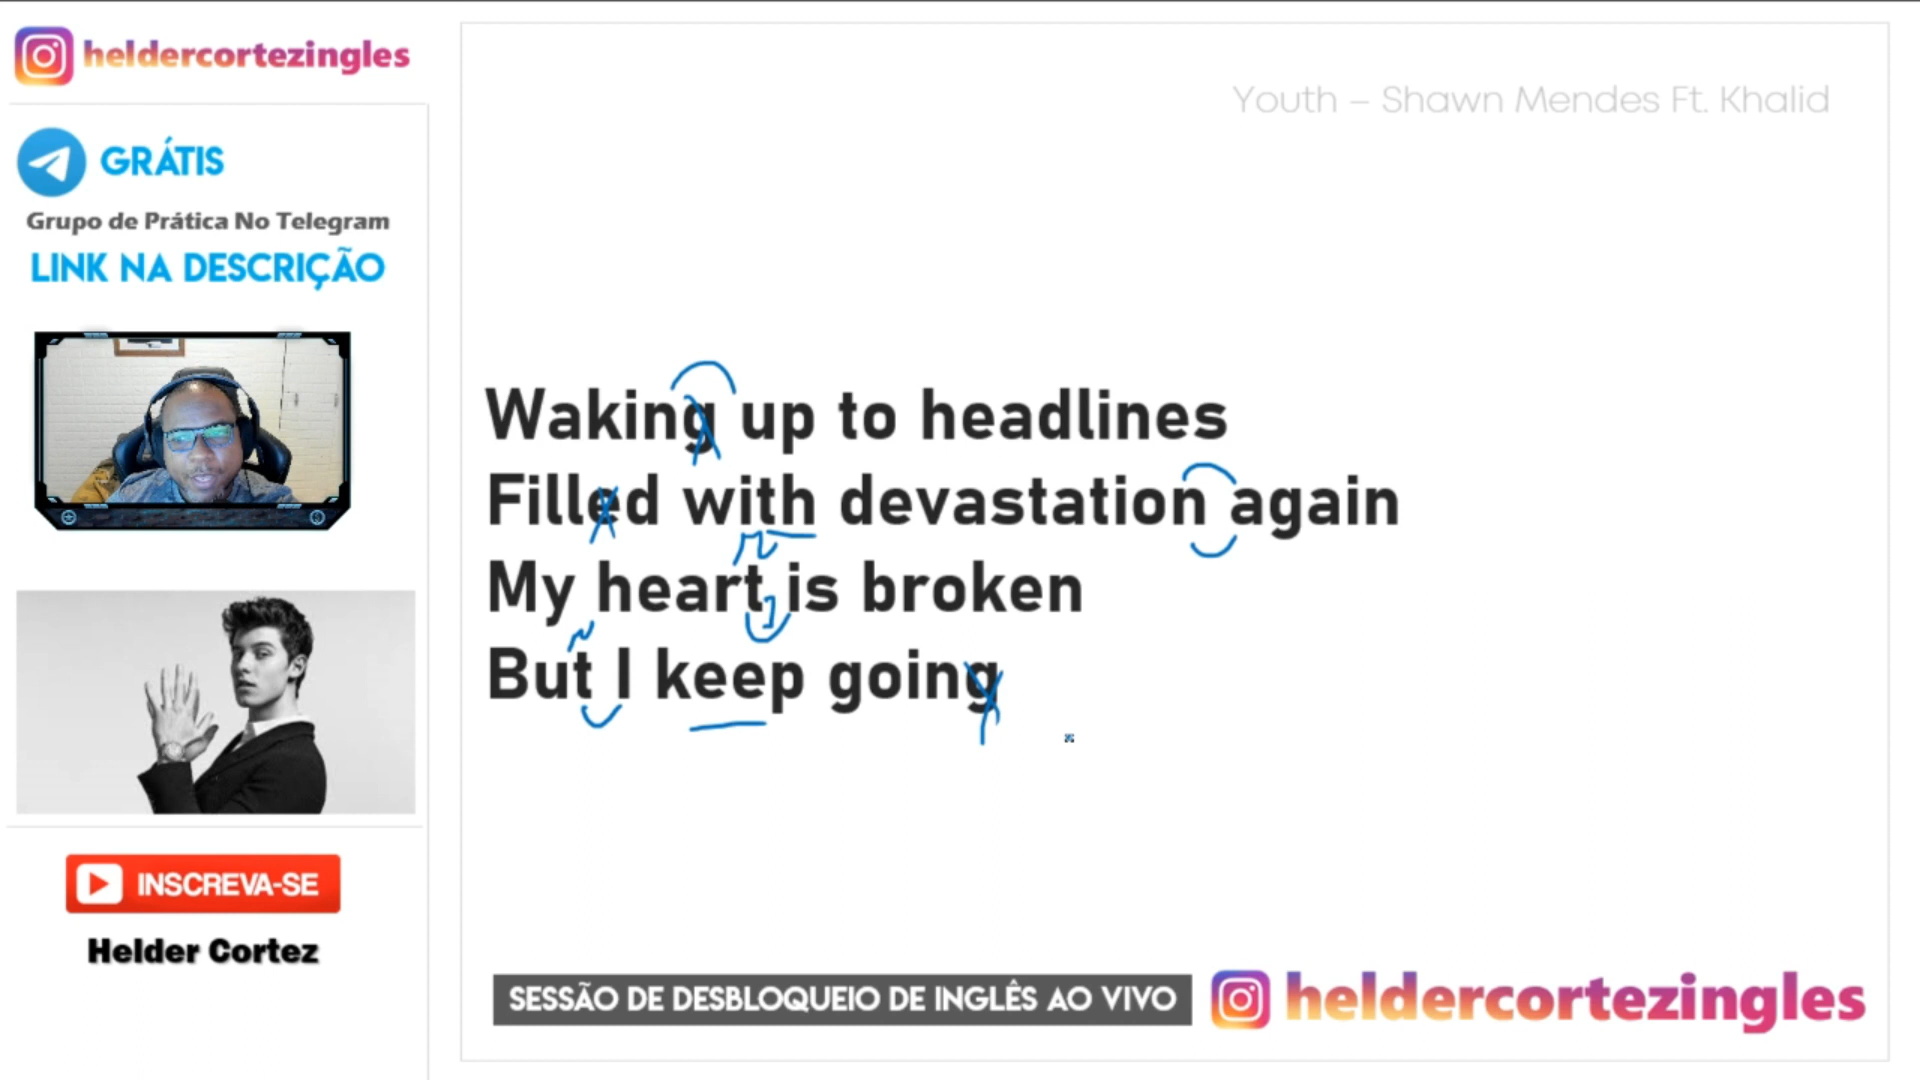 heldercortezingles
GRÁTIS
Grupo de Prática No Telegram
LINK NA DESCRIÇÃO
INSCREVA-SE
Helder Cortez
Youth – Shawn Mendes Ft. Khalid
Waking up to headlines
Filled with devastation again
My heart is broken
But I keep going
SESSÃO DE DESBLOQUEIO DE INGLÊS AO VIVO
heldercortezingles